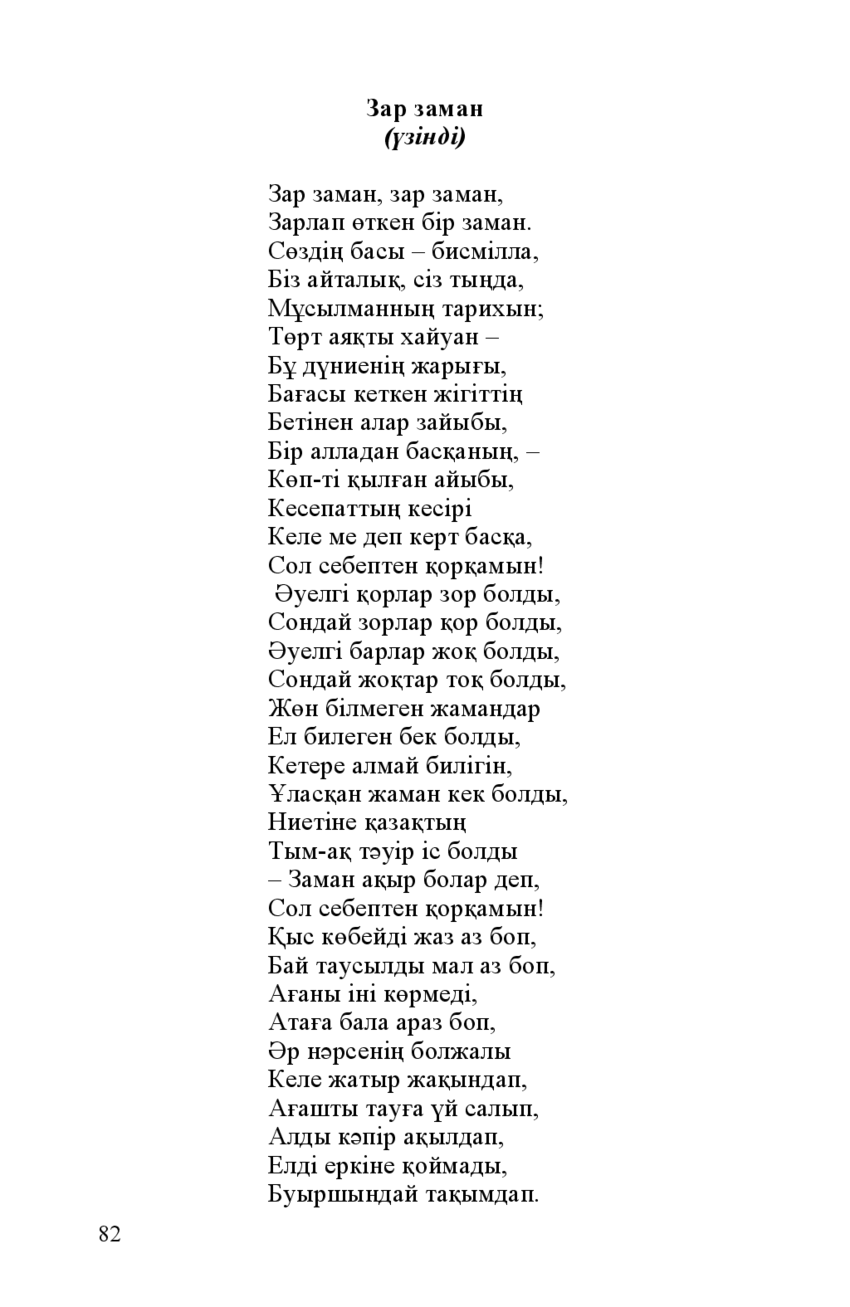 Зар заман
(үзінді)
Зар заман, зар заман,
Зарлап өткен бір заман.
Сөздің басы – бисмілла,
Біз айталық, сіз тыңда,
Мұсылманның тарихын;
Төрт аяқты хайуан –
Бұ дүниенің жарығы,
Бағасы кеткен жігіттің
Бетінен алар зайыбы,
Бір алладан басқаның, –
Көп-ті қылған айыбы,
Кесепаттың кесірі
Келе ме деп керт басқа,
Сол себептен қорқамын!
Әуелгі қорлар зор болды,
Сондай зорлар қор болды,
Әуелгі барлар жоқ болды,
Сондай жоқтар тоқ болды,
Жөн білмеген жамандар
Ел билеген бек болды,
Кетере алмай билігін,
Ұласқан жаман кек болды,
Ниетіне қазақтың
Тым-ақ тәуір іс болды
– Заман ақыр болар деп,
Сол себептен қорқамын!
Қыс көбейді жаз аз боп,
Бай таусылды мал аз боп,
Ағаны іні көрмеді,
Атаға бала араз боп,
Әр нәрсенің болжалы
Келе жатыр жақындап,
Ағашты тауға үй салып,
Алды кәпір ақылдап,
Елді еркіне қоймады,
Буыршындай тақымдап.
82